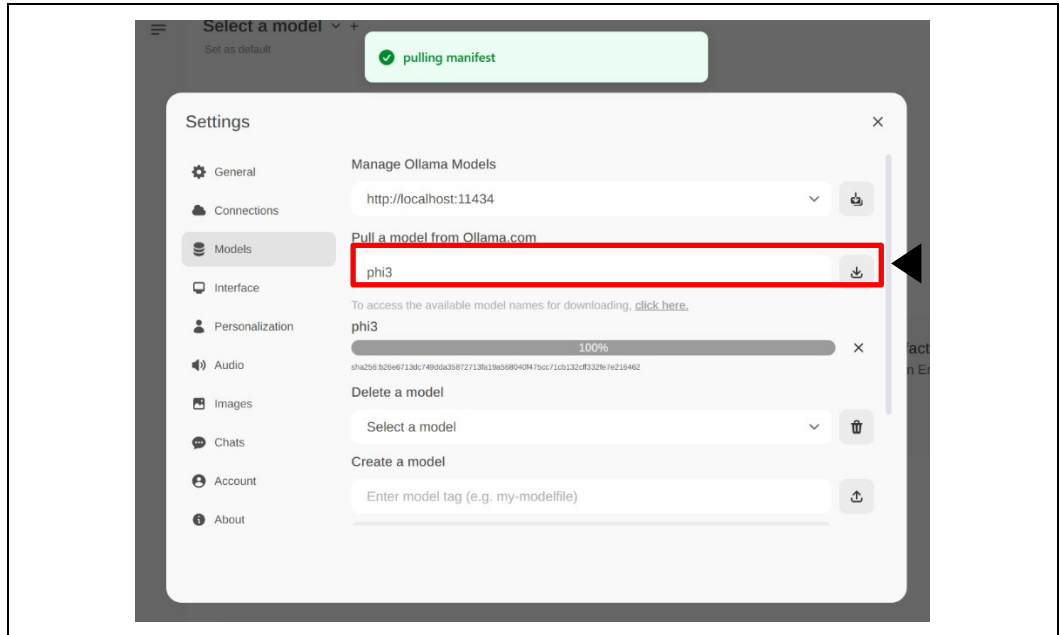 Select a model
Set as default
pulling manifest
Settings
General
Connections
Models
Interface
Personalization
Audio
Images
Chats
Account
About
Manage Ollama Models
http://localhost:11434
Pull a model from Ollama.com
phi3
To access the available model names for downloading, click here.
phi3
100%
Delete a model
Select a model
Create a model
Enter model tag (e.g. my-modelfile)